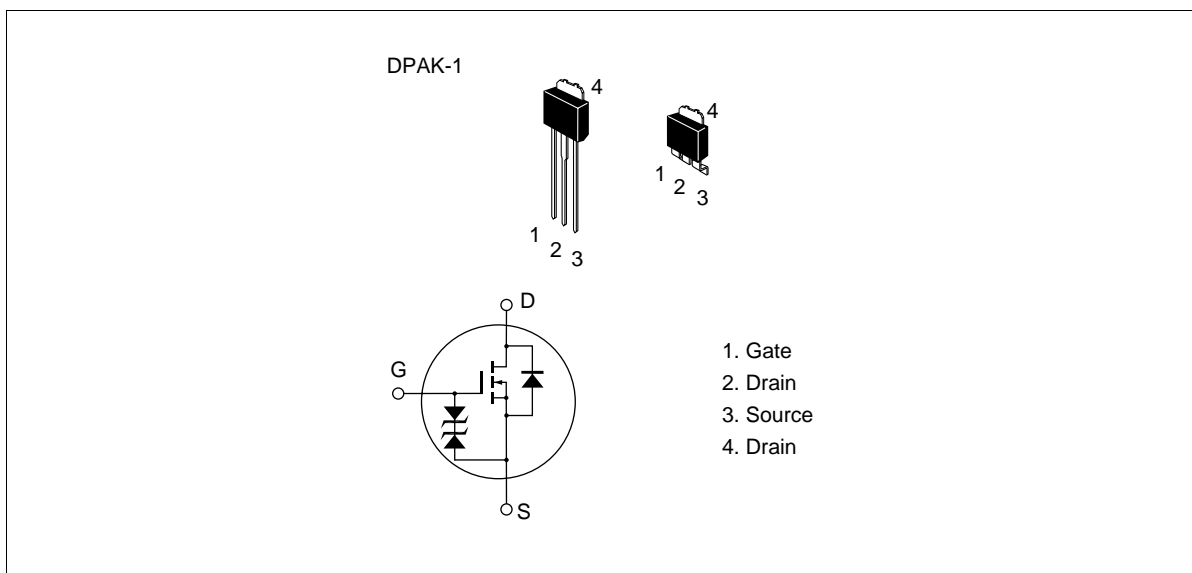 DPAK-1
4
4
1
2
3
1
2
3
D
G
S
1. Gate
2. Drain
3. Source
4. Drain